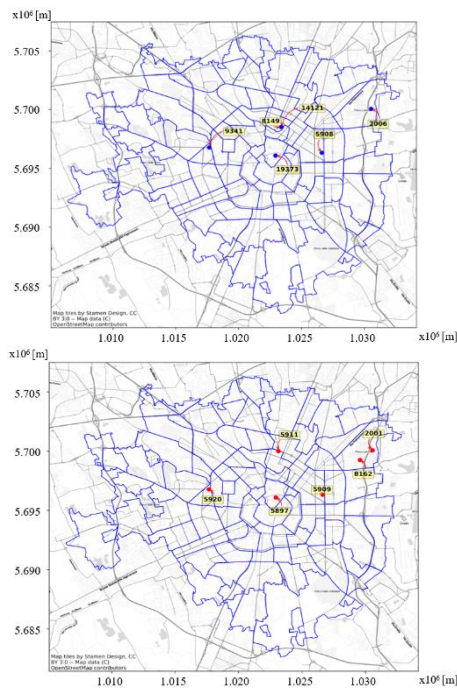 x10⁶ [m]
5.705
5.700
5.695
5.690
5.685
14121
8149
9341
5908
2006
19373
Map tiles by Stamen Design, CC
BY 3.0 -- Map data (C)
OpenStreetMap contributors
1.010 1.015 1.020 1.025 1.030 x10⁶ [m]
x10⁶ [m]
5.705
5.700
5.695
5.690
5.685
5911
2001
8162
5920
5909
5897
Map tiles by Stamen Design, CC
BY 3.0 -- Map data (C)
OpenStreetMap contributors
1.010 1.015 1.020 1.025 1.030 x10⁶ [m]